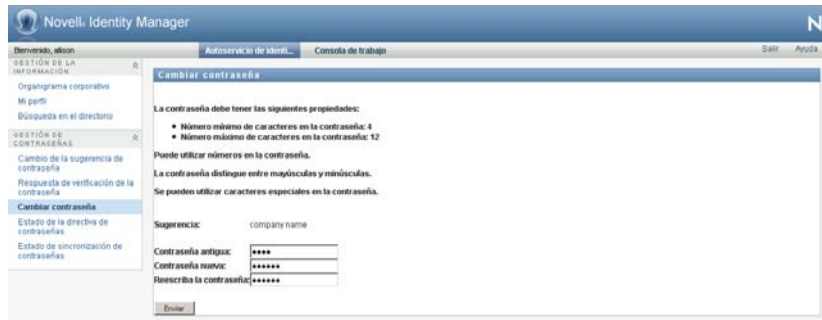 Novell® Identity Manager
N
Bienvenido, allison
Autoservicio de identi...
Consola de trabajo
Salir
Ayuda
GESTIÓN DE LA
INFORMACIÓN
Organigrama corporativo
Mi perfil
Búsqueda en el directorio
GESTIÓN DE
CONTRASEÑAS
Cambio de la sugerencia de
contraseña
Respuesta de verificación de la
contraseña
Cambiar contraseña
Estado de la directiva de
contraseñas
Estado de sincronización de
contraseñas
Cambiar contraseña
La contraseña debe tener las siguientes propiedades:
• Número mínimo de caracteres en la contraseña: 4
• Número máximo de caracteres en la contraseña: 12
Puede utilizar números en la contraseña.
La contraseña distingue entre mayúsculas y minúsculas.
Se pueden utilizar caracteres especiales en la contraseña.
Sugerencia: company name
Contraseña antigua: ••••
Contraseña nueva: ••••••
Reescriba la contraseña: ••••••
Enviar